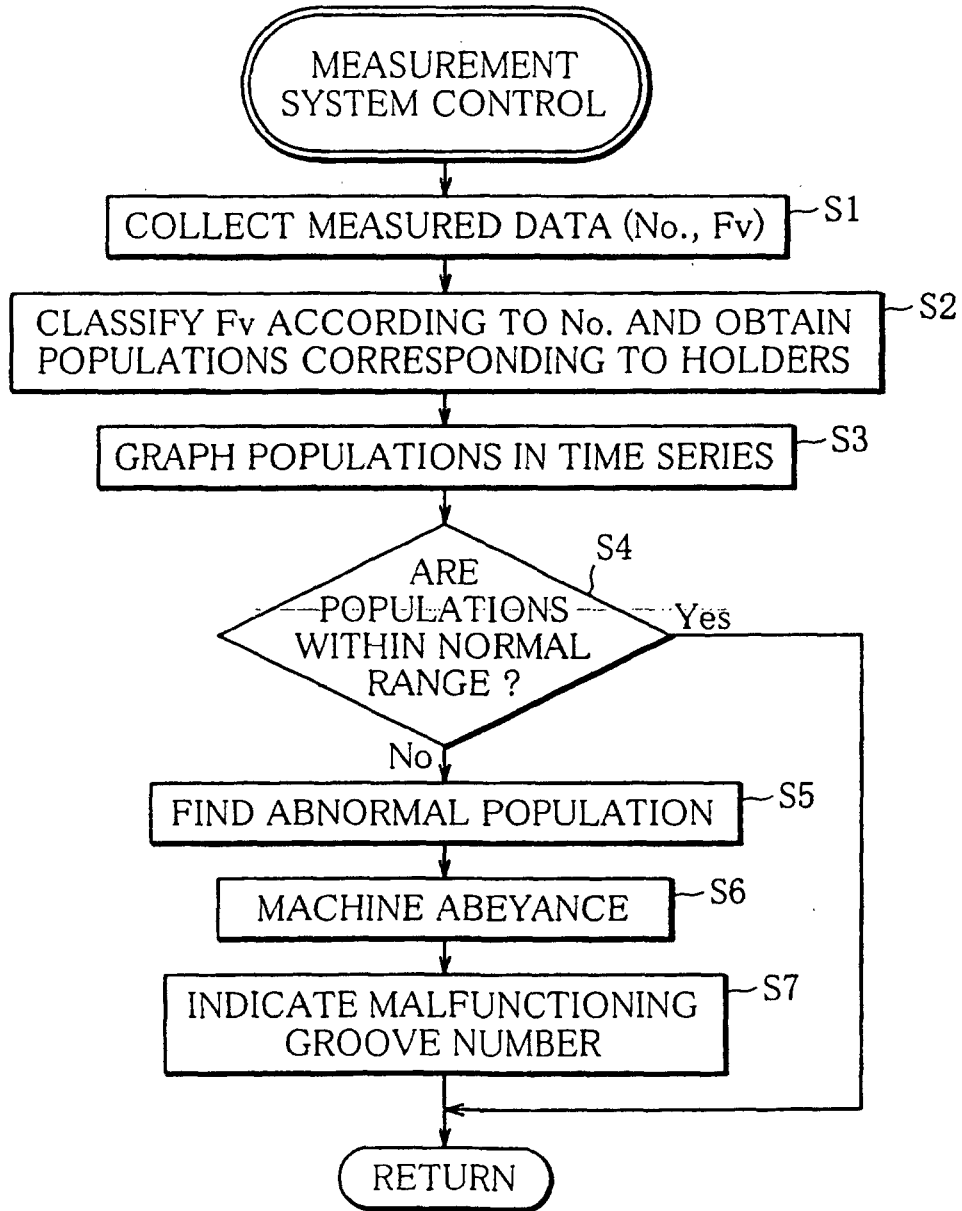 MEASUREMENT
SYSTEM CONTROL
COLLECT MEASURED DATA (No., Fv)
S1
CLASSIFY Fv ACCORDING TO No. AND OBTAIN
POPULATIONS CORRESPONDING TO HOLDERS
S2
GRAPH POPULATIONS IN TIME SERIES
S3
ARE
POPULATIONS
WITHIN NORMAL
RANGE ?
S4
Yes
No
FIND ABNORMAL POPULATION
S5
MACHINE ABEYANCE
S6
INDICATE MALFUNCTIONING
GROOVE NUMBER
S7
RETURN